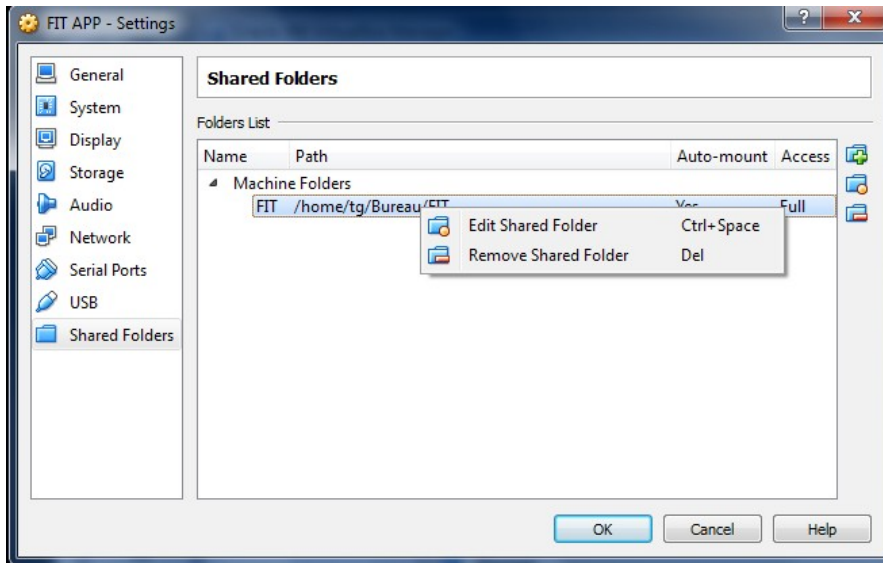 FIT APP - Settings
?
General
System
Display
Storage
Audio
Network
Serial Ports
USB
Shared Folders
Shared Folders
Folders List
Name Path Auto-mount Access
Machine Folders
FIT /home/tg/Bureau/FIT Yes Full
Edit Shared Folder Ctrl+Space
Remove Shared Folder Del
OK Cancel Help